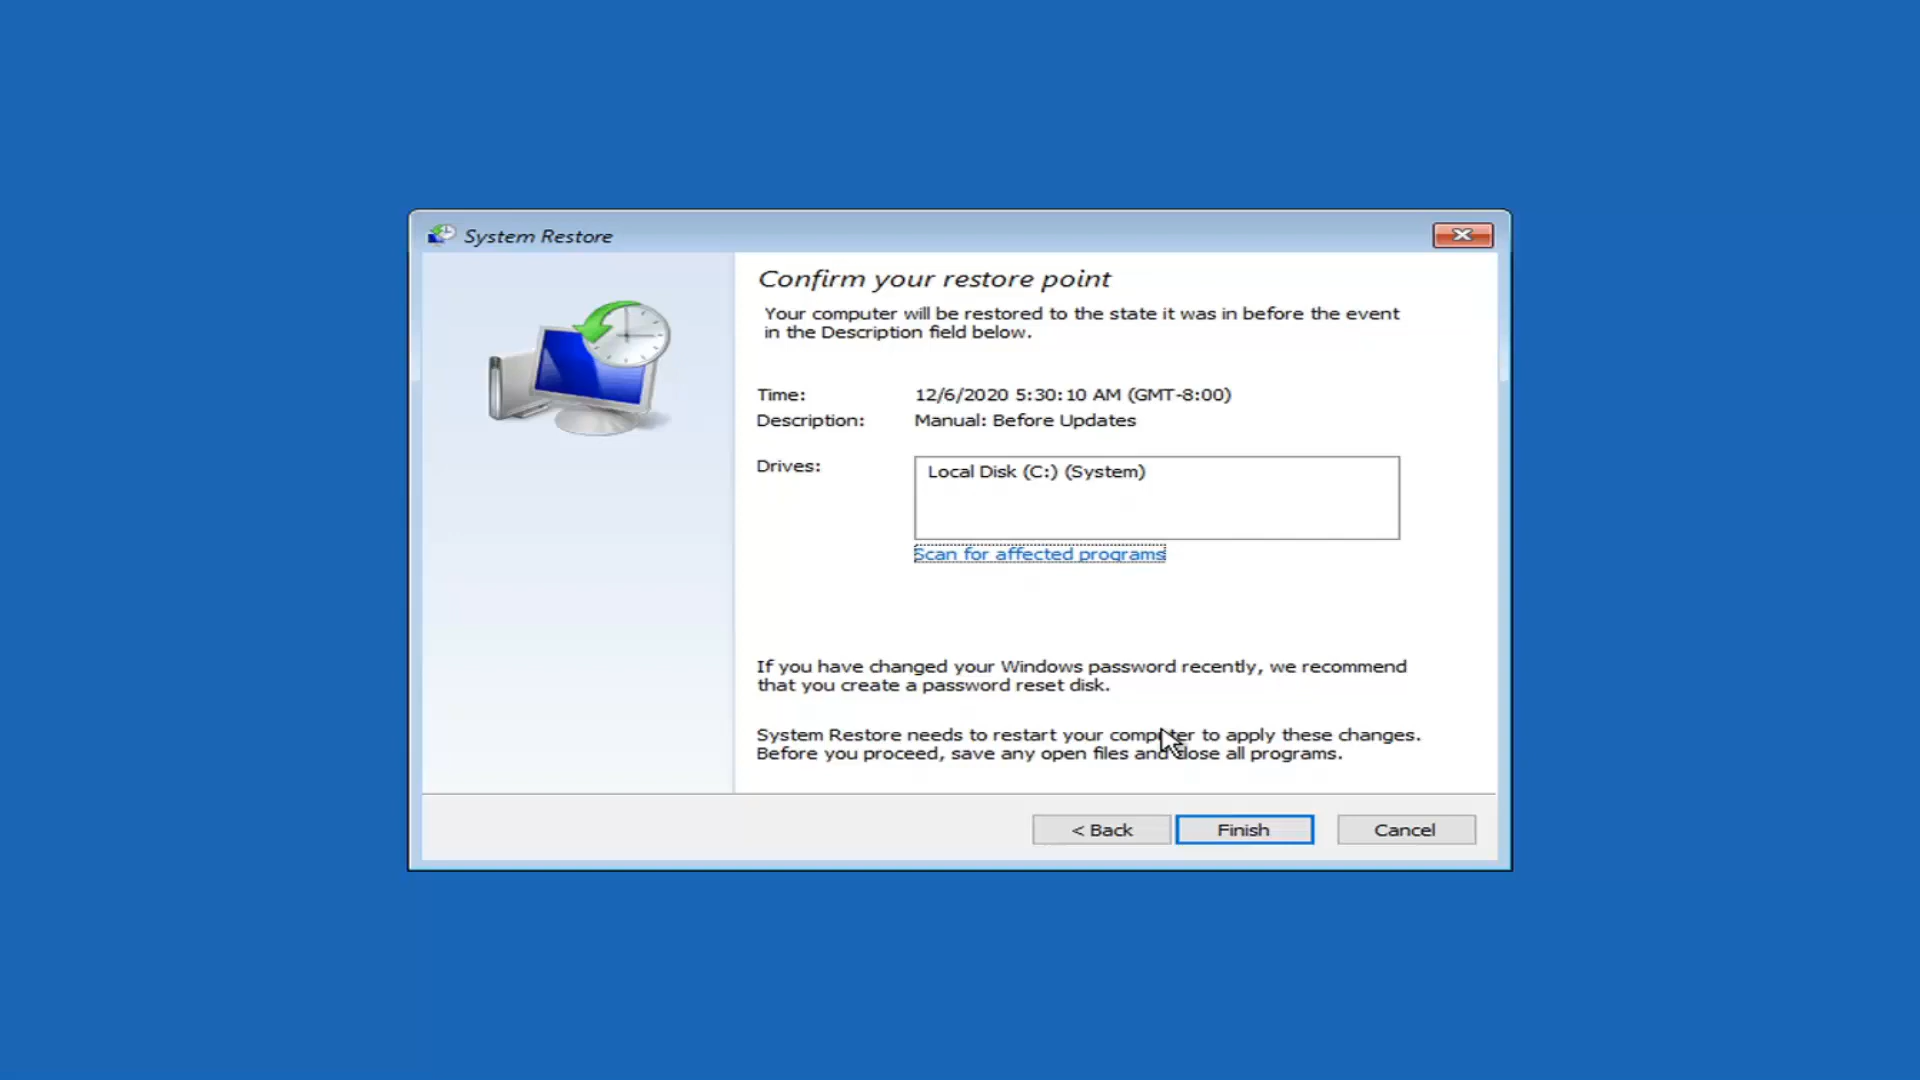 System Restore
Confirm your restore point
Your computer will be restored to the state it was in before the event
in the Description field below.
Time: 12/6/2020 5:30:10 AM (GMT-8:00)
Description: Manual: Before Updates
Drives: Local Disk (C:) (System)
Scan for affected programs
If you have changed your Windows password recently, we recommend
that you create a password reset disk.
System Restore needs to restart your computer to apply these changes.
Before you proceed, save any open files and close all programs.
< Back Finish Cancel